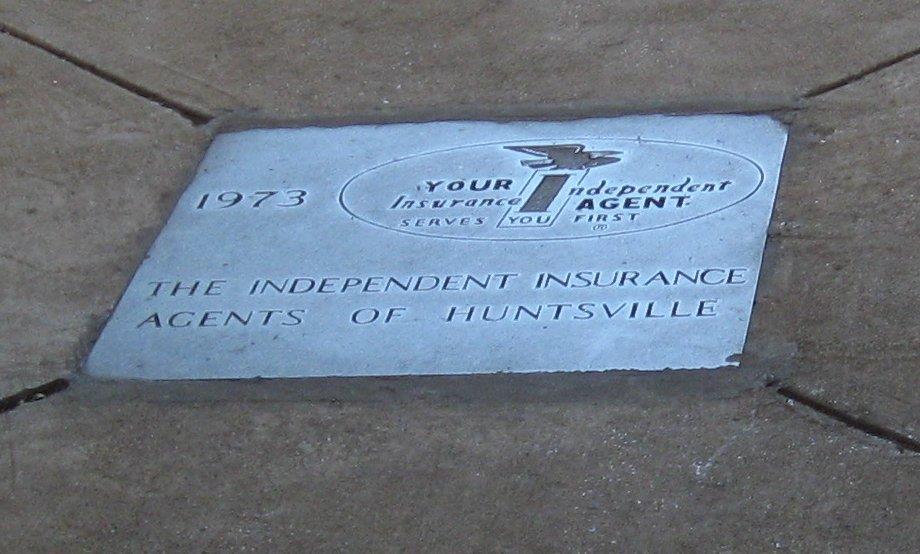 1973
YOUR
Insurance Independent
AGENT
SERVES YOU FIRST
®
THE INDEPENDENT INSURANCE
AGENTS OF HUNTSVILLE